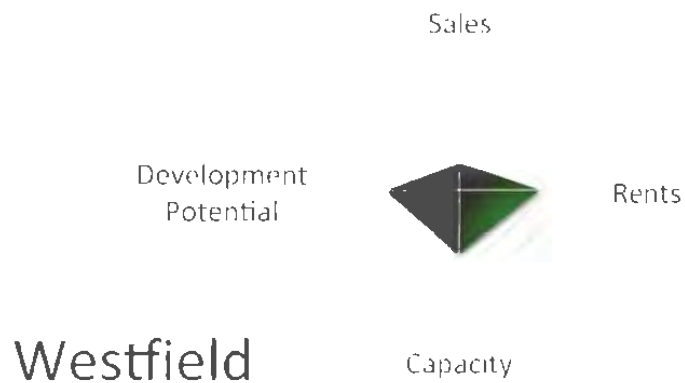 Sales
Development
Potential
Rents
Westfield
Capacity